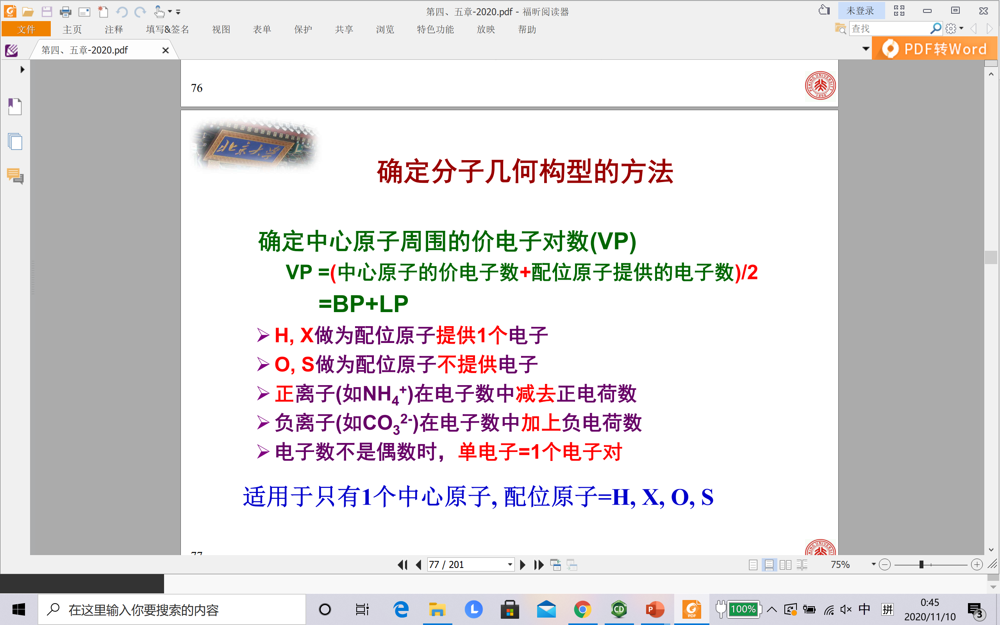 第四、五章-2020.pdf - 福昕阅读器
未登录
文件 主页 注释 填写&签名 视图 表单 保护 共享 浏览 特色功能 放映 帮助
查找
第四、五章-2020.pdf
PDF转Word
76
PEKING UNIVERSITY
1898
北京大学
确定分子几何构型的方法
确定中心原子周围的价电子对数(VP)
VP =(中心原子的价电子数+配位原子提供的电子数)/2
=BP+LP
H, X做为配位原子提供1个电子
O, S做为配位原子不提供电子
正离子(如NH₄⁺)在电子数中减去正电荷数
负离子(如CO₃²⁻)在电子数中加上负电荷数
电子数不是偶数时，单电子=1个电子对
适用于只有1个中心原子, 配位原子=H, X, O, S
77
77 / 201
75%
在这里输入你要搜索的内容
100%
中
拼
0:45
2020/11/10
3